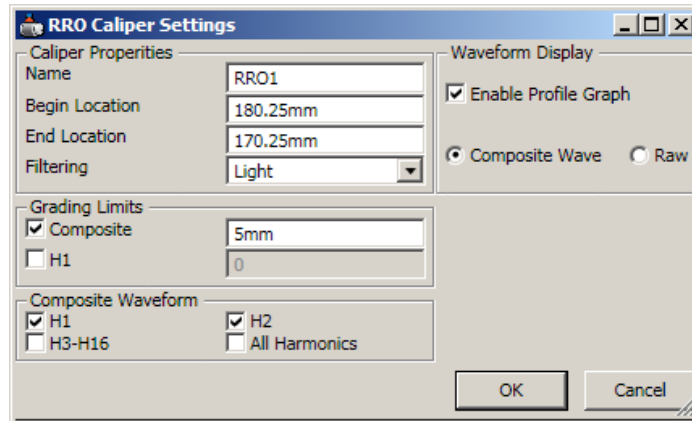 RRO Caliper Settings
Caliper Properities
Name
RRO1
Begin Location
180.25mm
End Location
170.25mm
Filtering
Light
Waveform Display
Enable Profile Graph
Composite Wave
Raw
Grading Limits
Composite
5mm
H1
0
Composite Waveform
H1
H2
H3-H16
All Harmonics
OK
Cancel